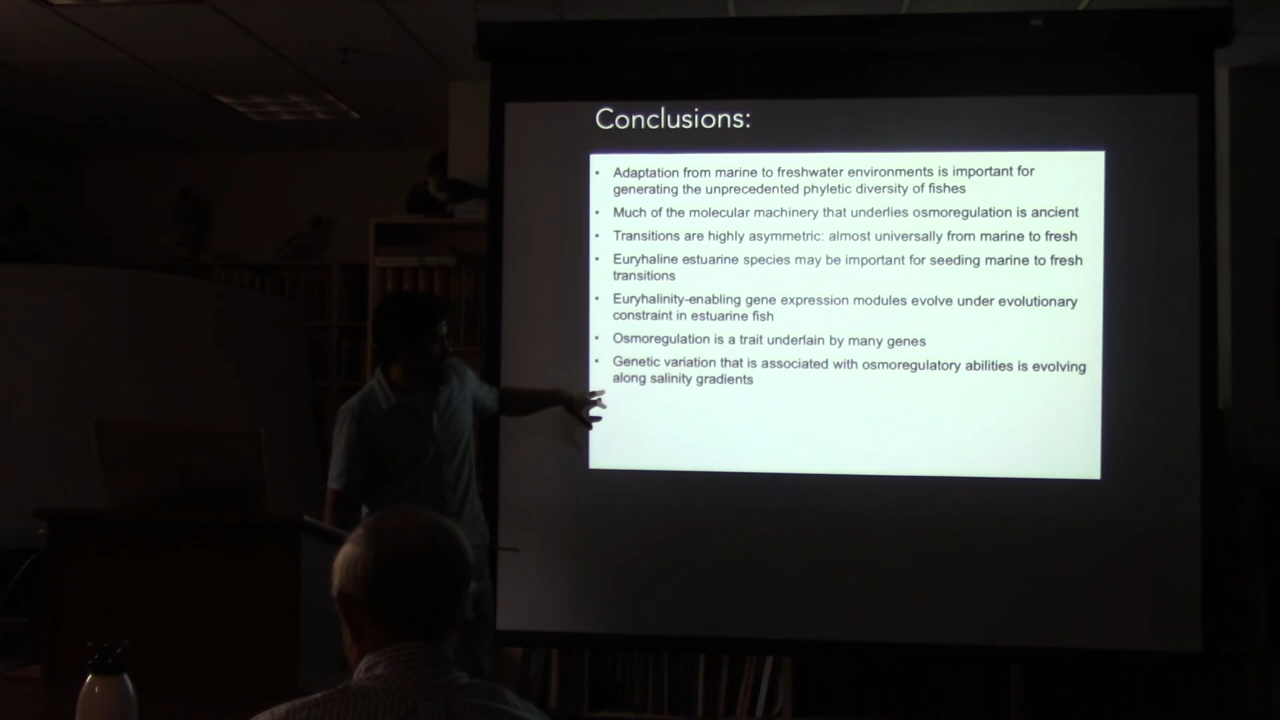 Conclusions:
• Adaptation from marine to freshwater environments is important for
generating the unprecedented phyletic diversity of fishes
• Much of the molecular machinery that underlies osmoregulation is ancient
• Transitions are highly asymmetric: almost universally from marine to fresh
• Euryhaline estuarine species may be important for seeding marine to fresh
transitions
• Euryhalinity-enabling gene expression modules evolve under evolutionary
constraint in estuarine fish
• Osmoregulation is a trait underlain by many genes
• Genetic variation that is associated with osmoregulatory abilities is evolving
along salinity gradients